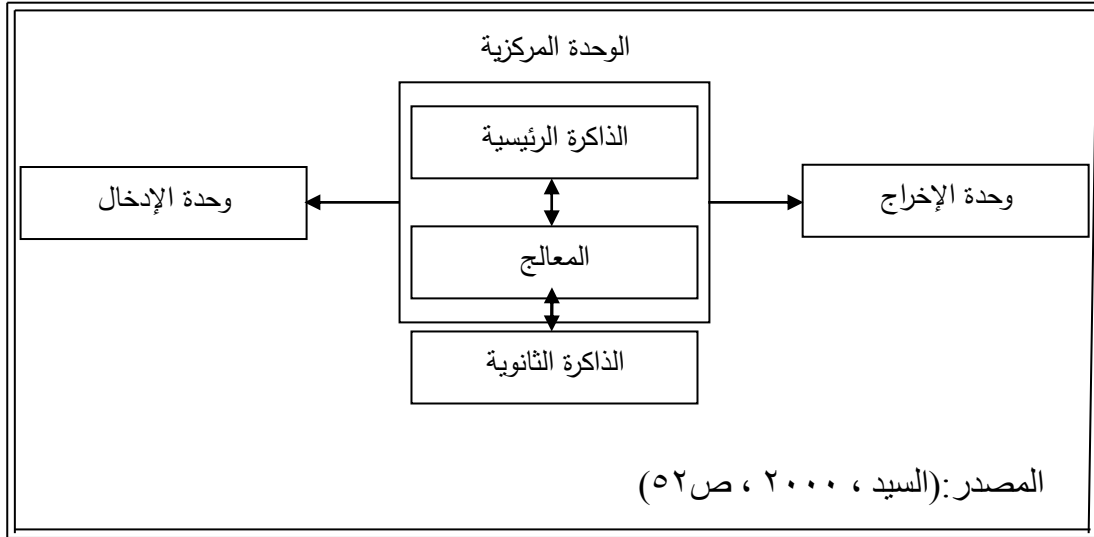 الوحدة المركزية
الذاكرة الرئيسية
وحدة الإخراج
وحدة الإدخال
المعالج
الذاكرة الثانوية
المصدر:(السيد ، ٢٠٠٠ ، ص٥٢)